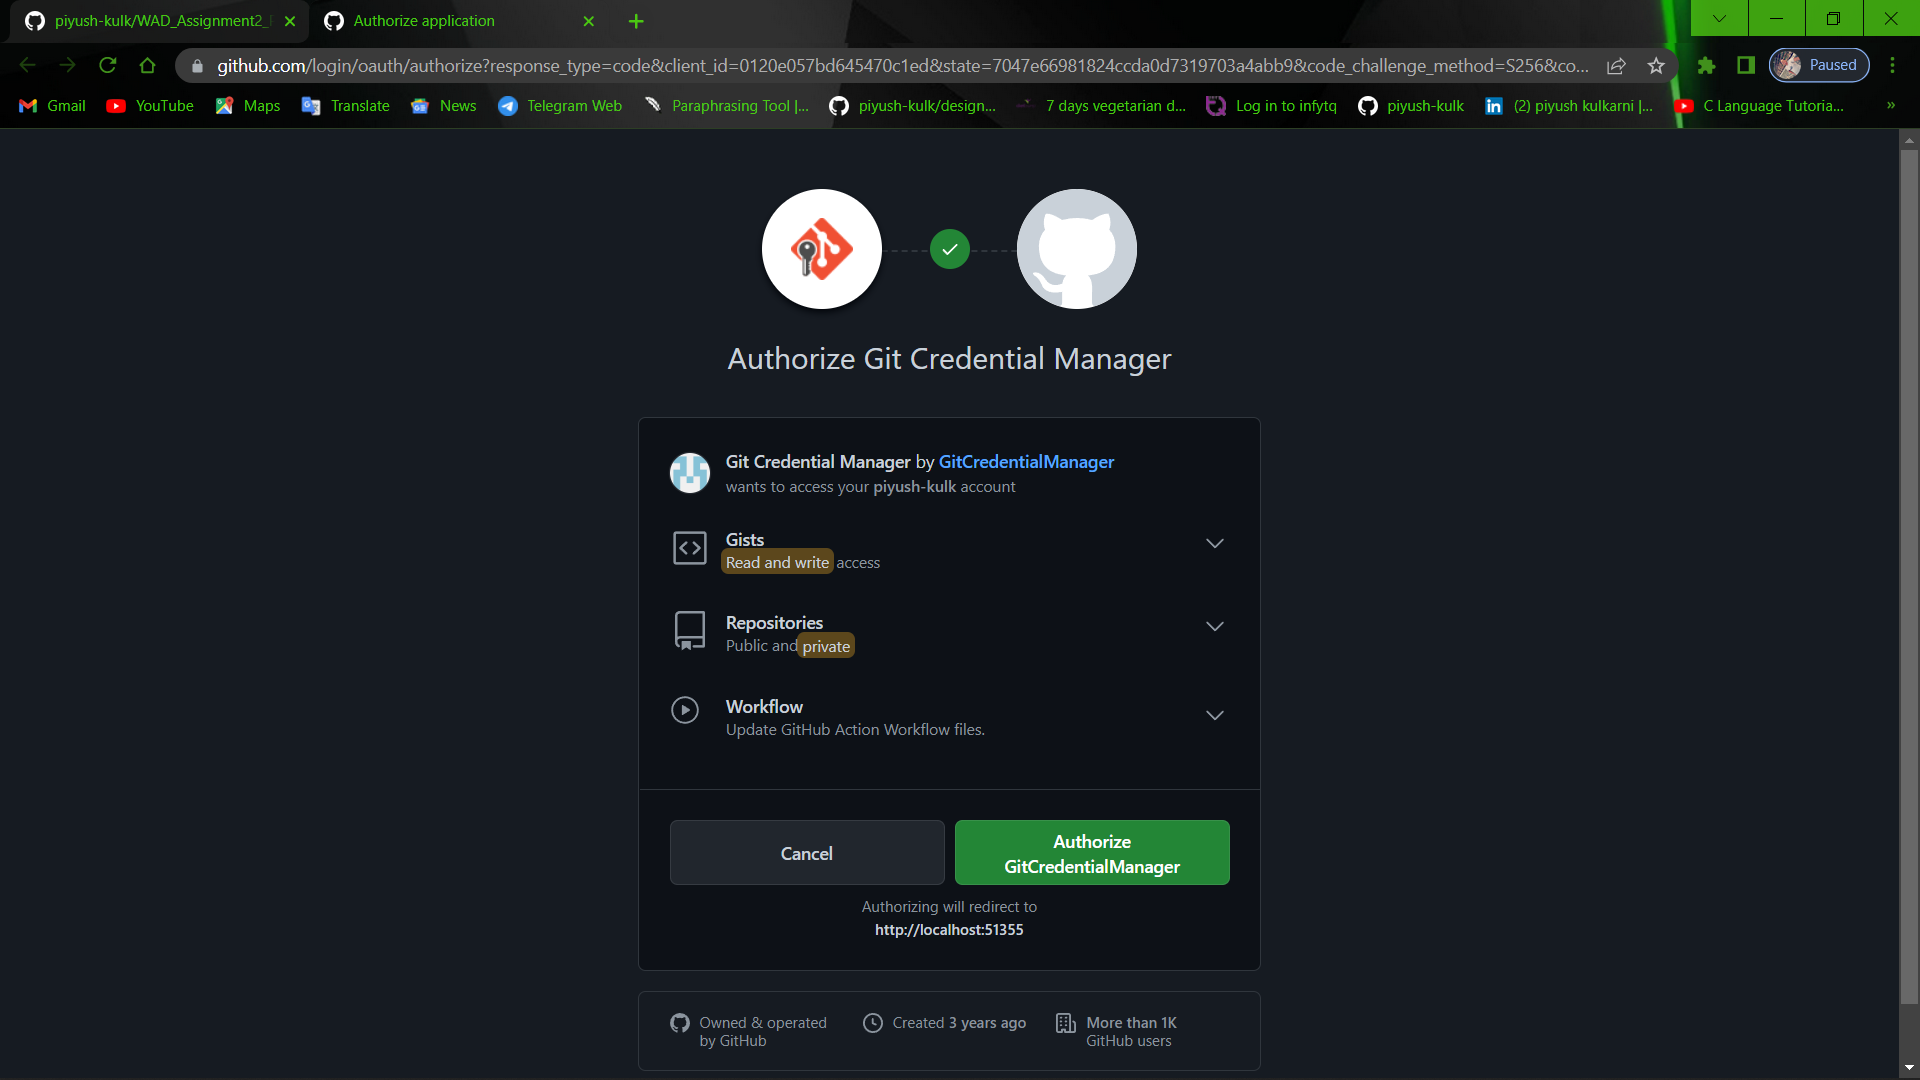 piyush-kulk/WAD_Assignment2_
Authorize application
github.com/login/oauth/authorize?response_type=code&client_id=0120e057bd645470c1ed&state=7047e66981824ccda0d7319703a4abb9&code_challenge_method=S256&co...
Paused
Gmail
YouTube
Maps
Translate
News
Telegram Web
Paraphrasing Tool |...
piyush-kulk/design...
7 days vegetarian d...
Log in to infytq
piyush-kulk
(2) piyush kulkarni |...
C Language Tutoria...
»
Authorize Git Credential Manager
Git Credential Manager by GitCredentialManager
wants to access your piyush-kulk account
Gists
Read and write access
Repositories
Public and private
Workflow
Update GitHub Action Workflow files.
Cancel
Authorize
GitCredentialManager
Authorizing will redirect to
http://localhost:51355
Owned & operated
by GitHub
Created 3 years ago
More than 1K
GitHub users